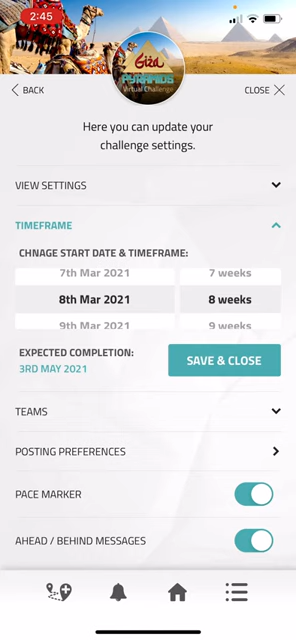 2:45
Giza
PYRAMIDS
Virtual Challenge
BACK
CLOSE
Here you can update your
challenge settings.
VIEW SETTINGS
TIMEFRAME
CHNAGE START DATE & TIMEFRAME:
7th Mar 2021 7 weeks
8th Mar 2021 8 weeks
9th Mar 2021 9 weeks
EXPECTED COMPLETION:
3RD MAY 2021
SAVE & CLOSE
TEAMS
POSTING PREFERENCES
PACE MARKER
AHEAD / BEHIND MESSAGES